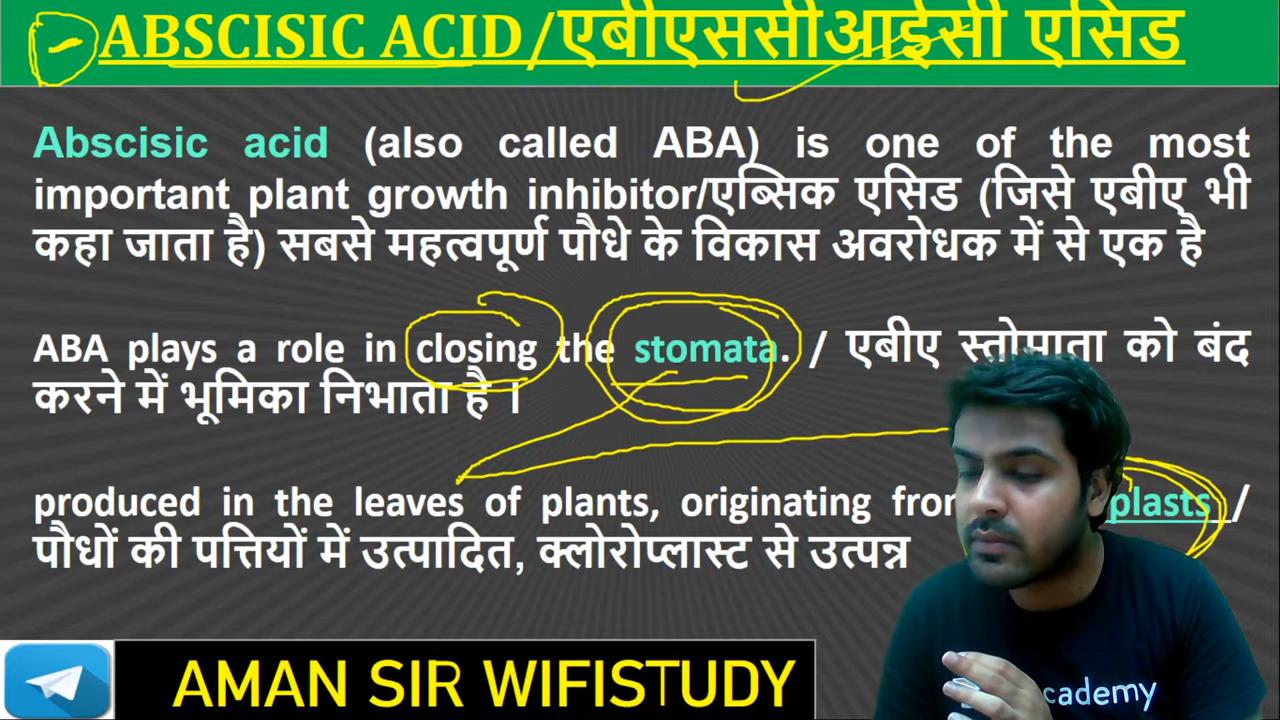 ABSCISIC ACID/एबीएससीआईसी एसिड
Abscisic acid (also called ABA) is one of the most
important plant growth inhibitor/एब्सिक एसिड (जिसे एबीए भी
कहा जाता है) सबसे महत्वपूर्ण पौधे के विकास अवरोधक में से एक है
ABA plays a role in closing the stomata. / एबीए स्तोमाता को बंद
करने में भूमिका निभाता है ।
produced in the leaves of plants, originating from plasts /
पौधों की पत्तियों में उत्पादित, क्लोरोप्लास्ट से उत्पन्न
cademy
AMAN SIR WIFISTUDY